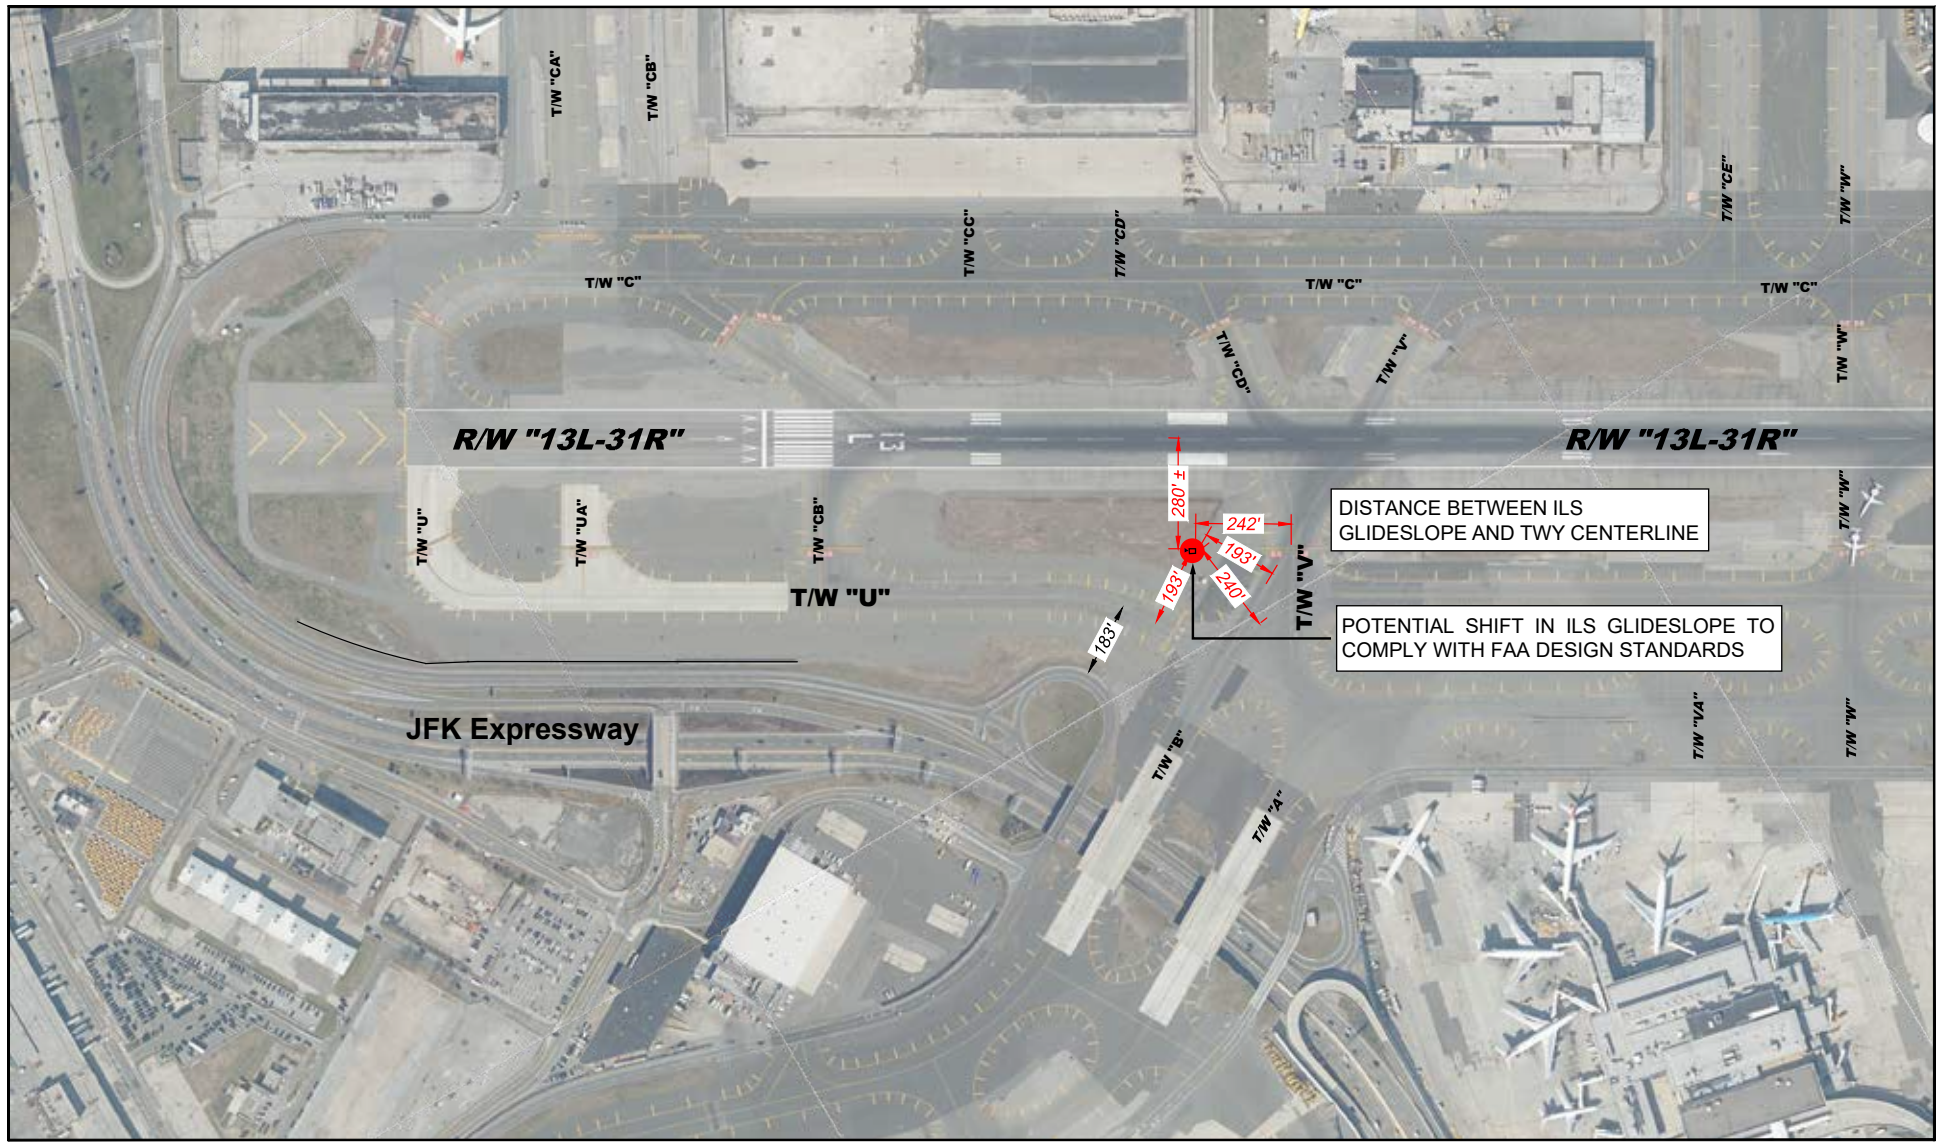 T/W "CA"
T/W "CB"
T/W "CE"
T/W "W"
T/W "CC"
T/W "CD"
T/W "C"
T/W "C"
T/W "C"
T/W "CD"
T/W "V"
T/W "W"
R/W "13L-31R"
13
L
R/W "13L-31R"
280' ±
T/W "U"
T/W "UA"
T/W "CB"
242'
193'
193'
240'
DISTANCE BETWEEN ILS
GLIDESLOPE AND TWY CENTERLINE
T/W "W"
T/W "U"
T/W "V"
183'
POTENTIAL SHIFT IN ILS GLIDESLOPE TO
COMPLY WITH FAA DESIGN STANDARDS
JFK Expressway
T/W "B"
T/W "A"
T/W "VA"
T/W "W"